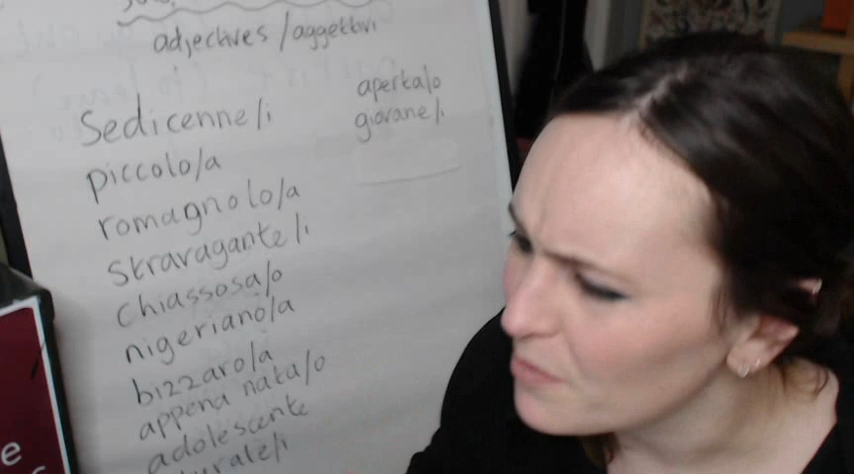 adjectives / aggettivi
Sedicenne/i
piccolo/a
romagnolo/a
stravagante/i
chiassosa/o
nigeriano/a
bizzaro/a
appena nata/o
adolescente
aperta/o
giovane/i
e